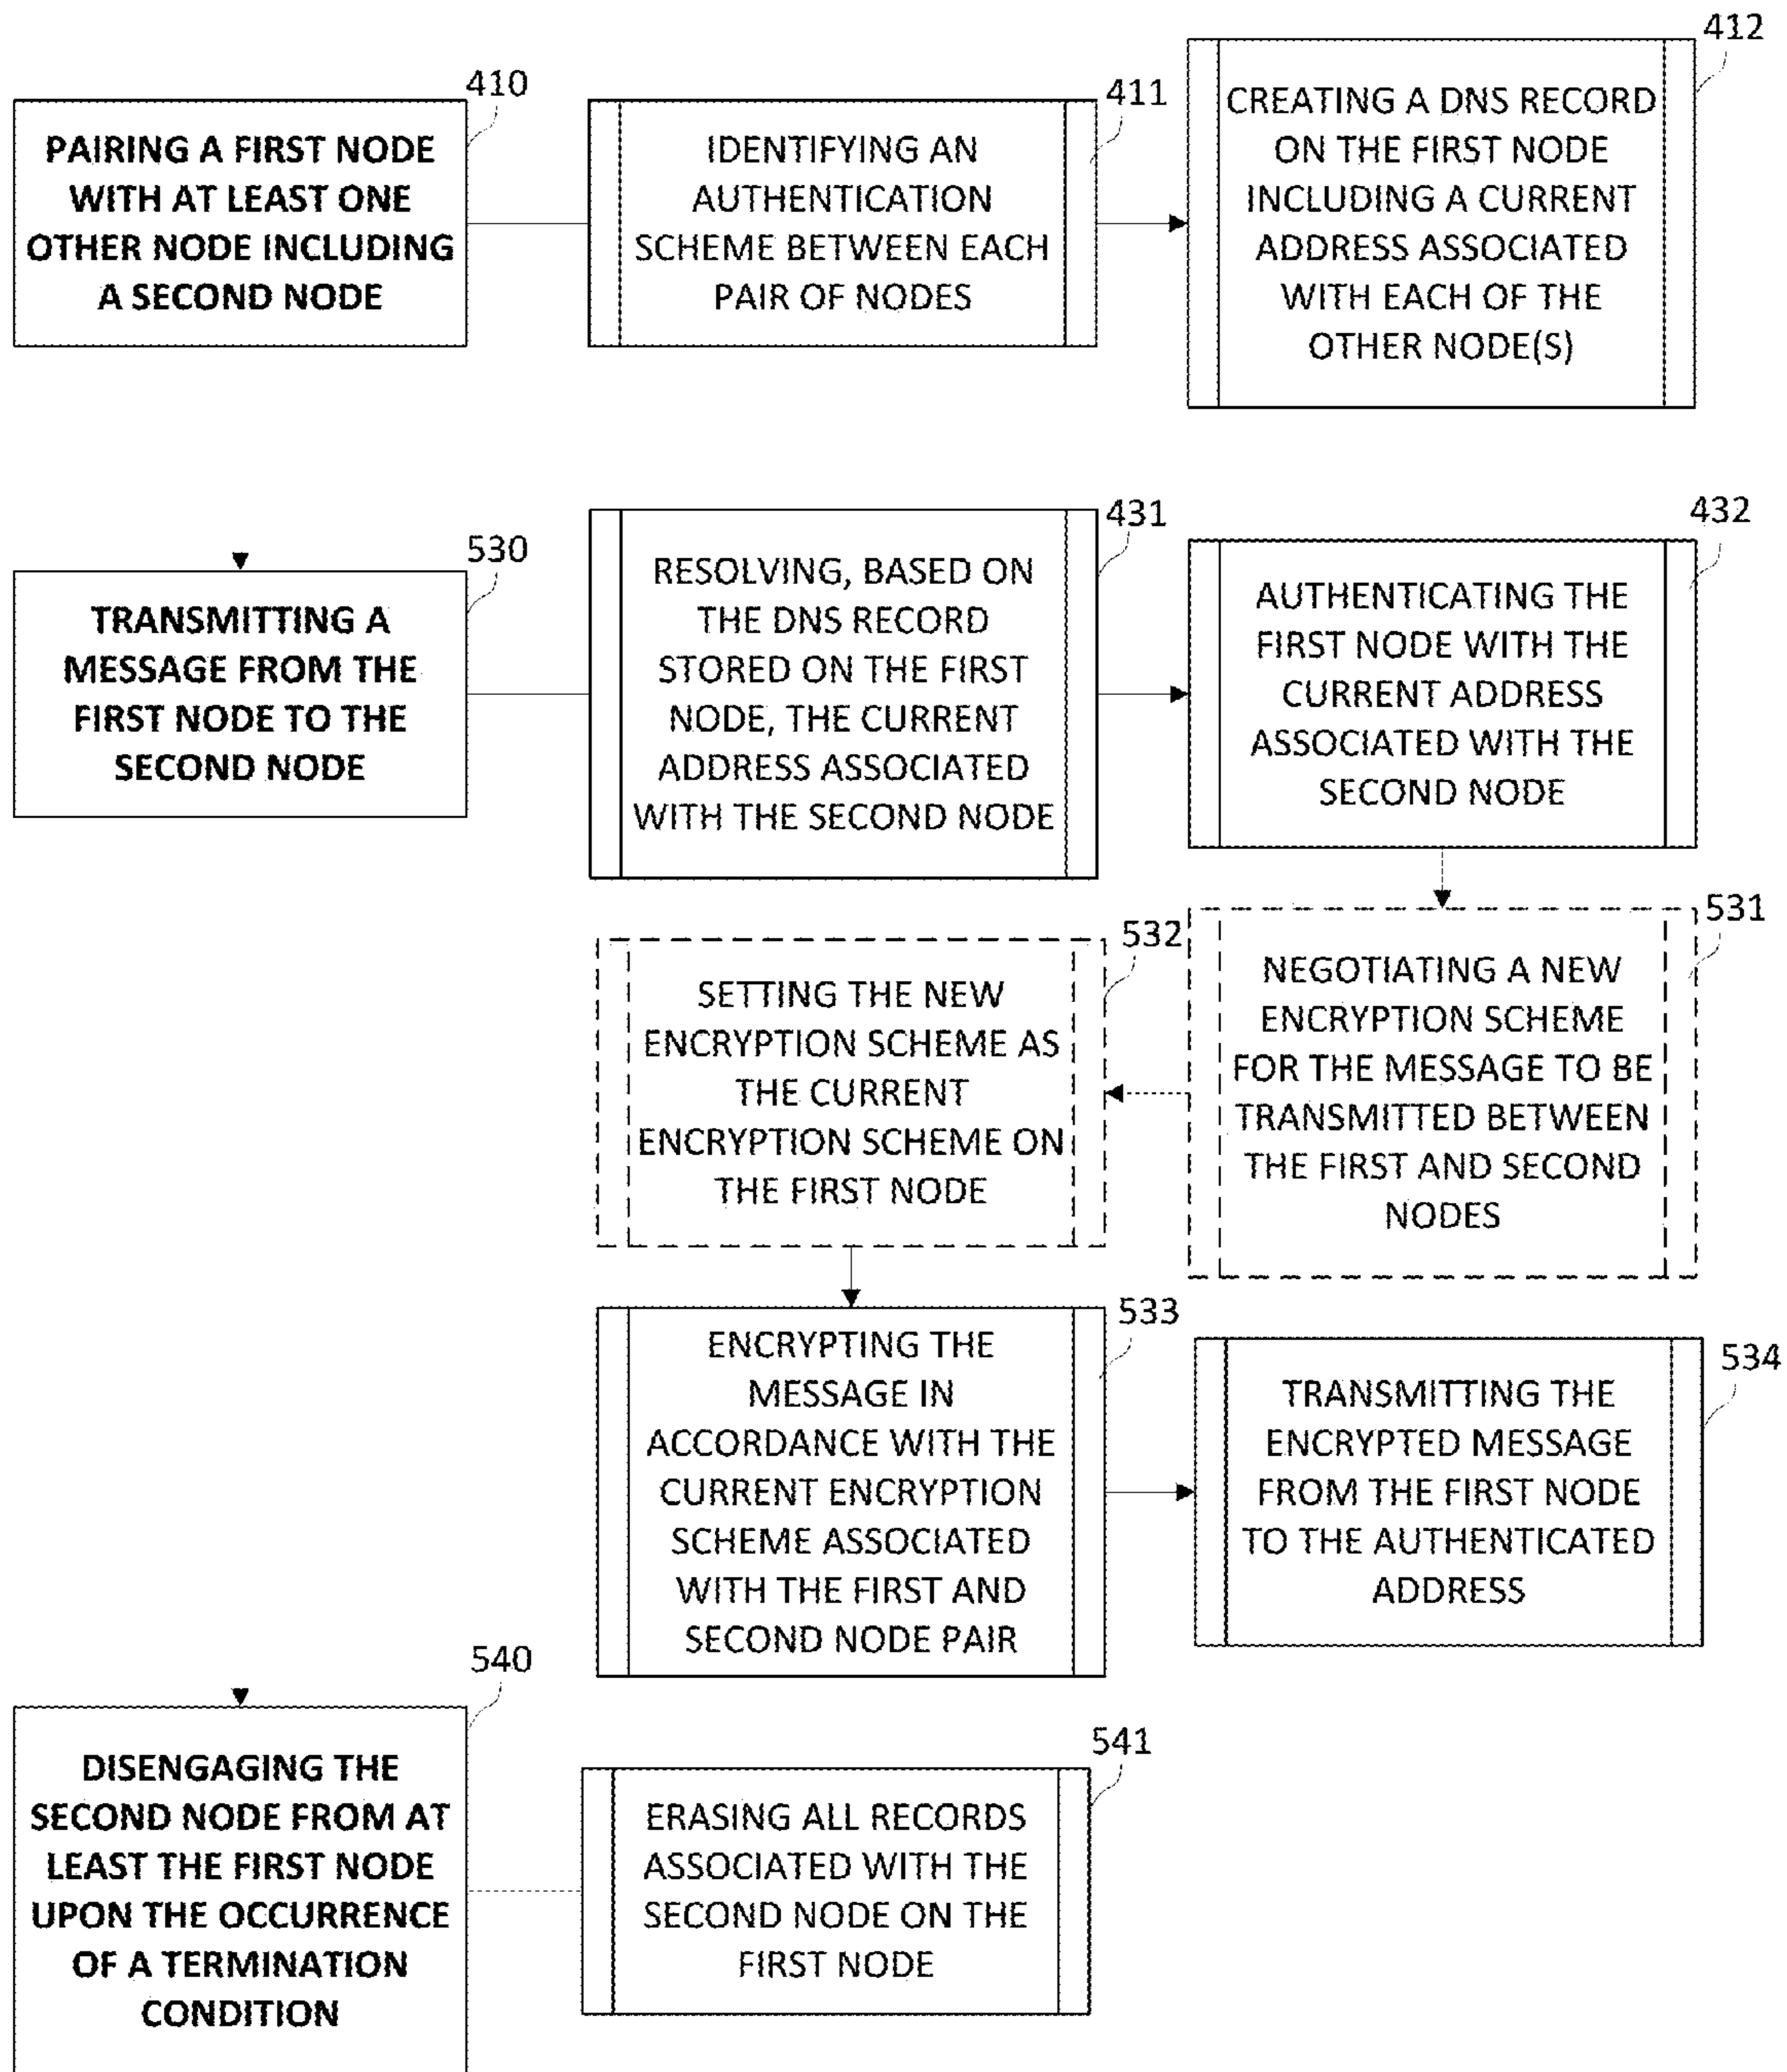 410
PAIRING A FIRST NODE
WITH AT LEAST ONE
OTHER NODE INCLUDING
A SECOND NODE
411
IDENTIFYING AN
AUTHENTICATION
SCHEME BETWEEN EACH
PAIR OF NODES
412
CREATING A DNS RECORD
ON THE FIRST NODE
INCLUDING A CURRENT
ADDRESS ASSOCIATED
WITH EACH OF THE
OTHER NODE(S)
530
TRANSMITTING A
MESSAGE FROM THE
FIRST NODE TO THE
SECOND NODE
431
RESOLVING, BASED ON
THE DNS RECORD
STORED ON THE FIRST
NODE, THE CURRENT
ADDRESS ASSOCIATED
WITH THE SECOND NODE
432
AUTHENTICATING THE
FIRST NODE WITH THE
CURRENT ADDRESS
ASSOCIATED WITH THE
SECOND NODE
531
NEGOTIATING A NEW
ENCRYPTION SCHEME
FOR THE MESSAGE TO BE
TRANSMITTED BETWEEN
THE FIRST AND SECOND
NODES
532
SETTING THE NEW
ENCRYPTION SCHEME AS
THE CURRENT
ENCRYPTION SCHEME ON
THE FIRST NODE
533
ENCRYPTING THE
MESSAGE IN
ACCORDANCE WITH THE
CURRENT ENCRYPTION
SCHEME ASSOCIATED
WITH THE FIRST AND
SECOND NODE PAIR
534
TRANSMITTING THE
ENCRYPTED MESSAGE
FROM THE FIRST NODE
TO THE AUTHENTICATED
ADDRESS
540
DISENGAGING THE
SECOND NODE FROM AT
LEAST THE FIRST NODE
UPON THE OCCURRENCE
OF A TERMINATION
CONDITION
541
ERASING ALL RECORDS
ASSOCIATED WITH THE
SECOND NODE ON THE
FIRST NODE